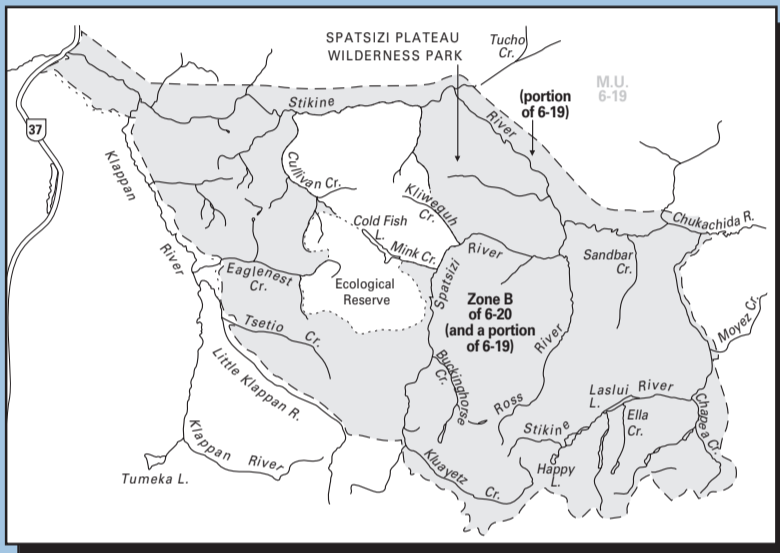 SPATSIZI PLATEAU
WILDERNESS PARK
Tucho
Cr.
M.U.
6-19
(portion
of 6-19)
Stikine
River
37
Klappan
River
Cullivan Cr.
Kliweguh
Cr.
Cold Fish
L.
Mink Cr.
Chukachida R.
River
Spatsizi
Sandbar
Cr.
Eaglenest
Cr.
Ecological
Reserve
Zone B
of 6-20
(and a portion
of 6-19)
Moyez Cr.
Tsetio Cr.
River
Ross
Little Klappan R.
Buckinghorse
Cr.
Laslui River
L.
Ella
Cr.
Chapea Cr.
Stikine
Klappan River
Tumeka L.
Kluayetz Cr.
Happy
L.